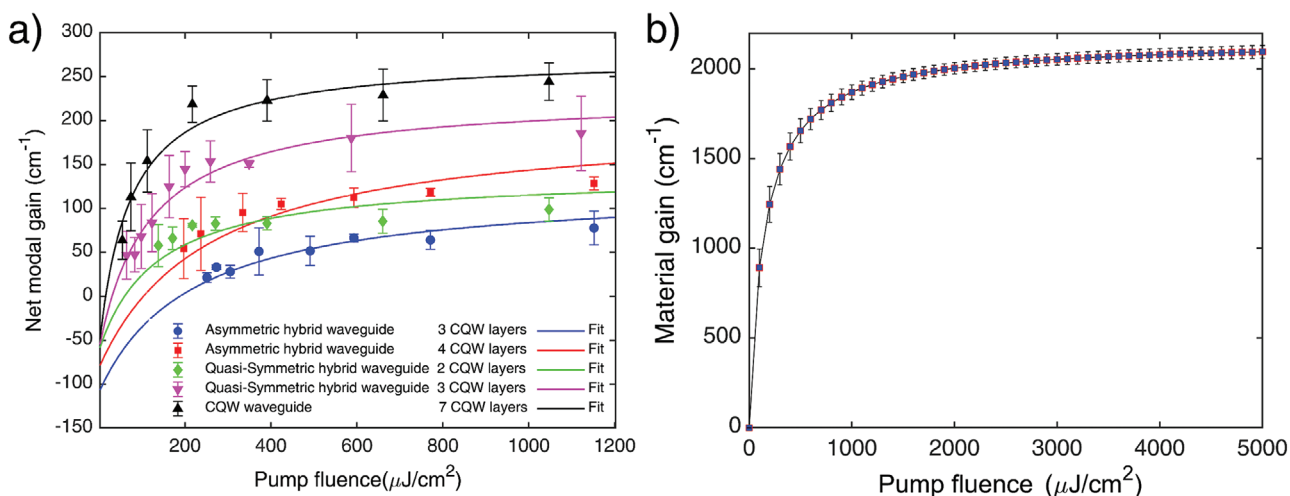 a)
Net modal gain (cm⁻¹)
300
250
200
150
100
50
0
-50
-100
-150
200 400 600 800 1000 1200
Pump fluence(μJ/cm²)
Asymmetric hybrid waveguide 3 CQW layers Fit
Asymmetric hybrid waveguide 4 CQW layers Fit
Quasi-Symmetric hybrid waveguide 2 CQW layers Fit
Quasi-Symmetric hybrid waveguide 3 CQW layers Fit
CQW waveguide 7 CQW layers Fit
b)
Material gain (cm⁻¹)
2000
1500
1000
500
0
0 1000 2000 3000 4000 5000
Pump fluence (μJ/cm²)